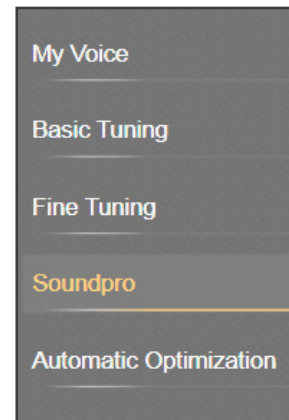 My Voice
Basic Tuning
Fine Tuning
Soundpro
Automatic Optimization